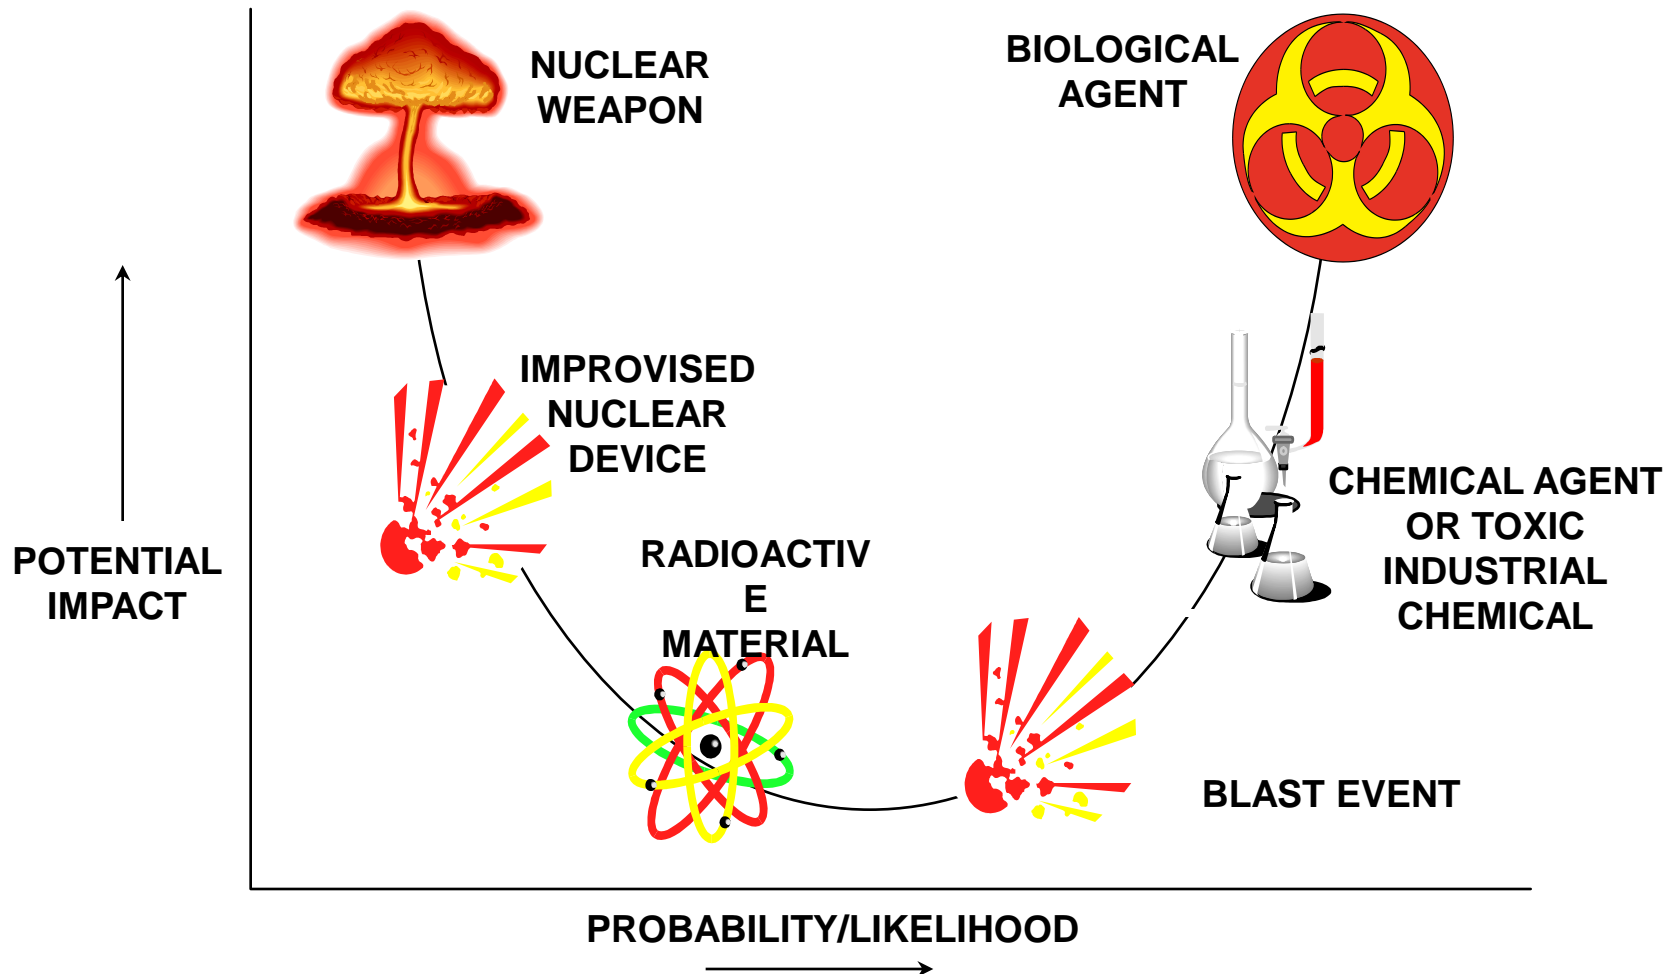 NUCLEAR
WEAPON
BIOLOGICAL
AGENT
IMPROVISED
NUCLEAR
DEVICE
CHEMICAL AGENT
OR TOXIC
INDUSTRIAL
CHEMICAL
POTENTIAL
IMPACT
RADIOACTIV
E
MATERIAL
BLAST EVENT
PROBABILITY/LIKELIHOOD